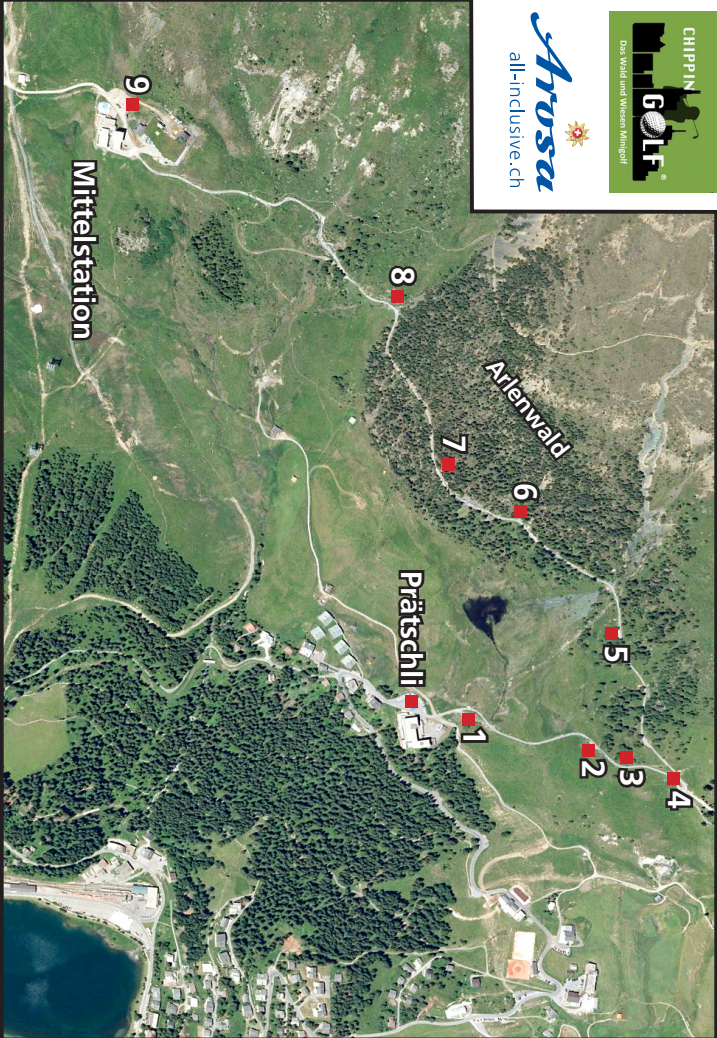 CHIPPIN
GOLF®
Das Wald und Wiesen Minigolf
Arosa
all-inclusive.ch
Arlenwald
Mittelstation
Prätschli
1
2
3
4
5
6
7
8
9